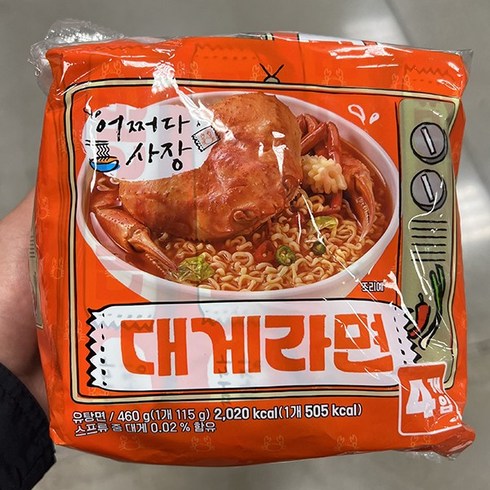 어쩌다
사장
조리예
대게라면
4개입
유탕면 / 460 g(1개 115 g) 2,020 kcal(1개 505 kcal)
스프류 중 대게 0.02 % 함유